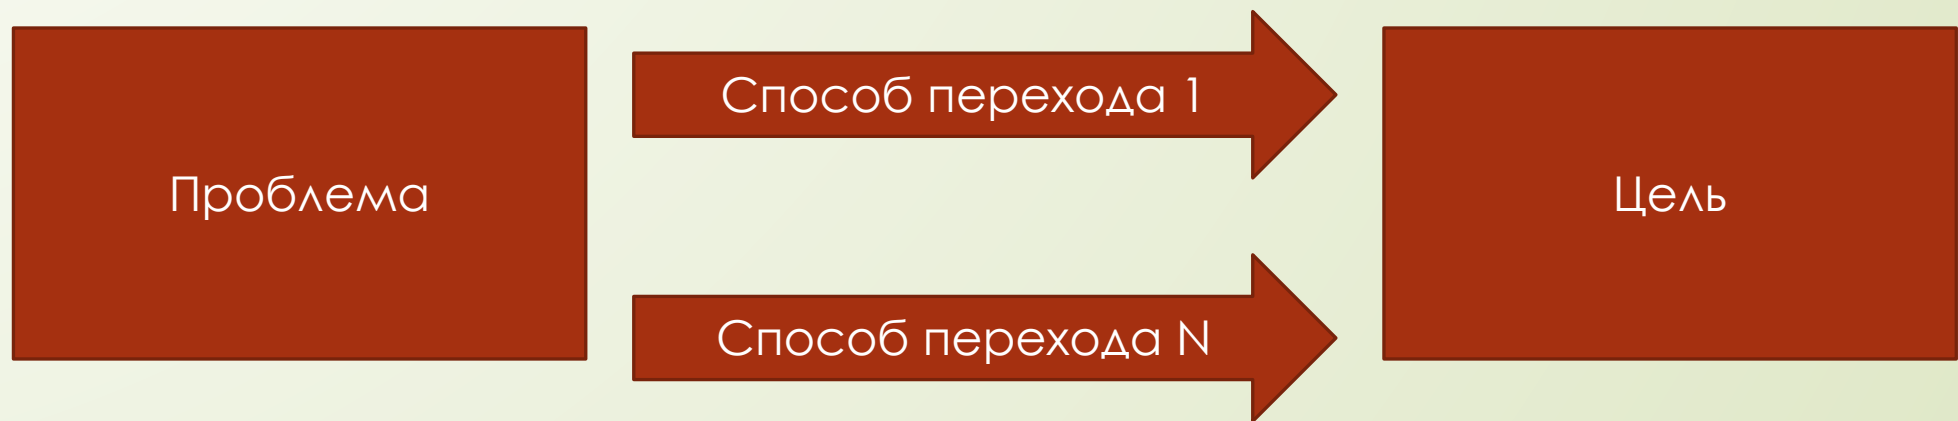 Проблема
Способ перехода 1
Способ перехода N
Цель